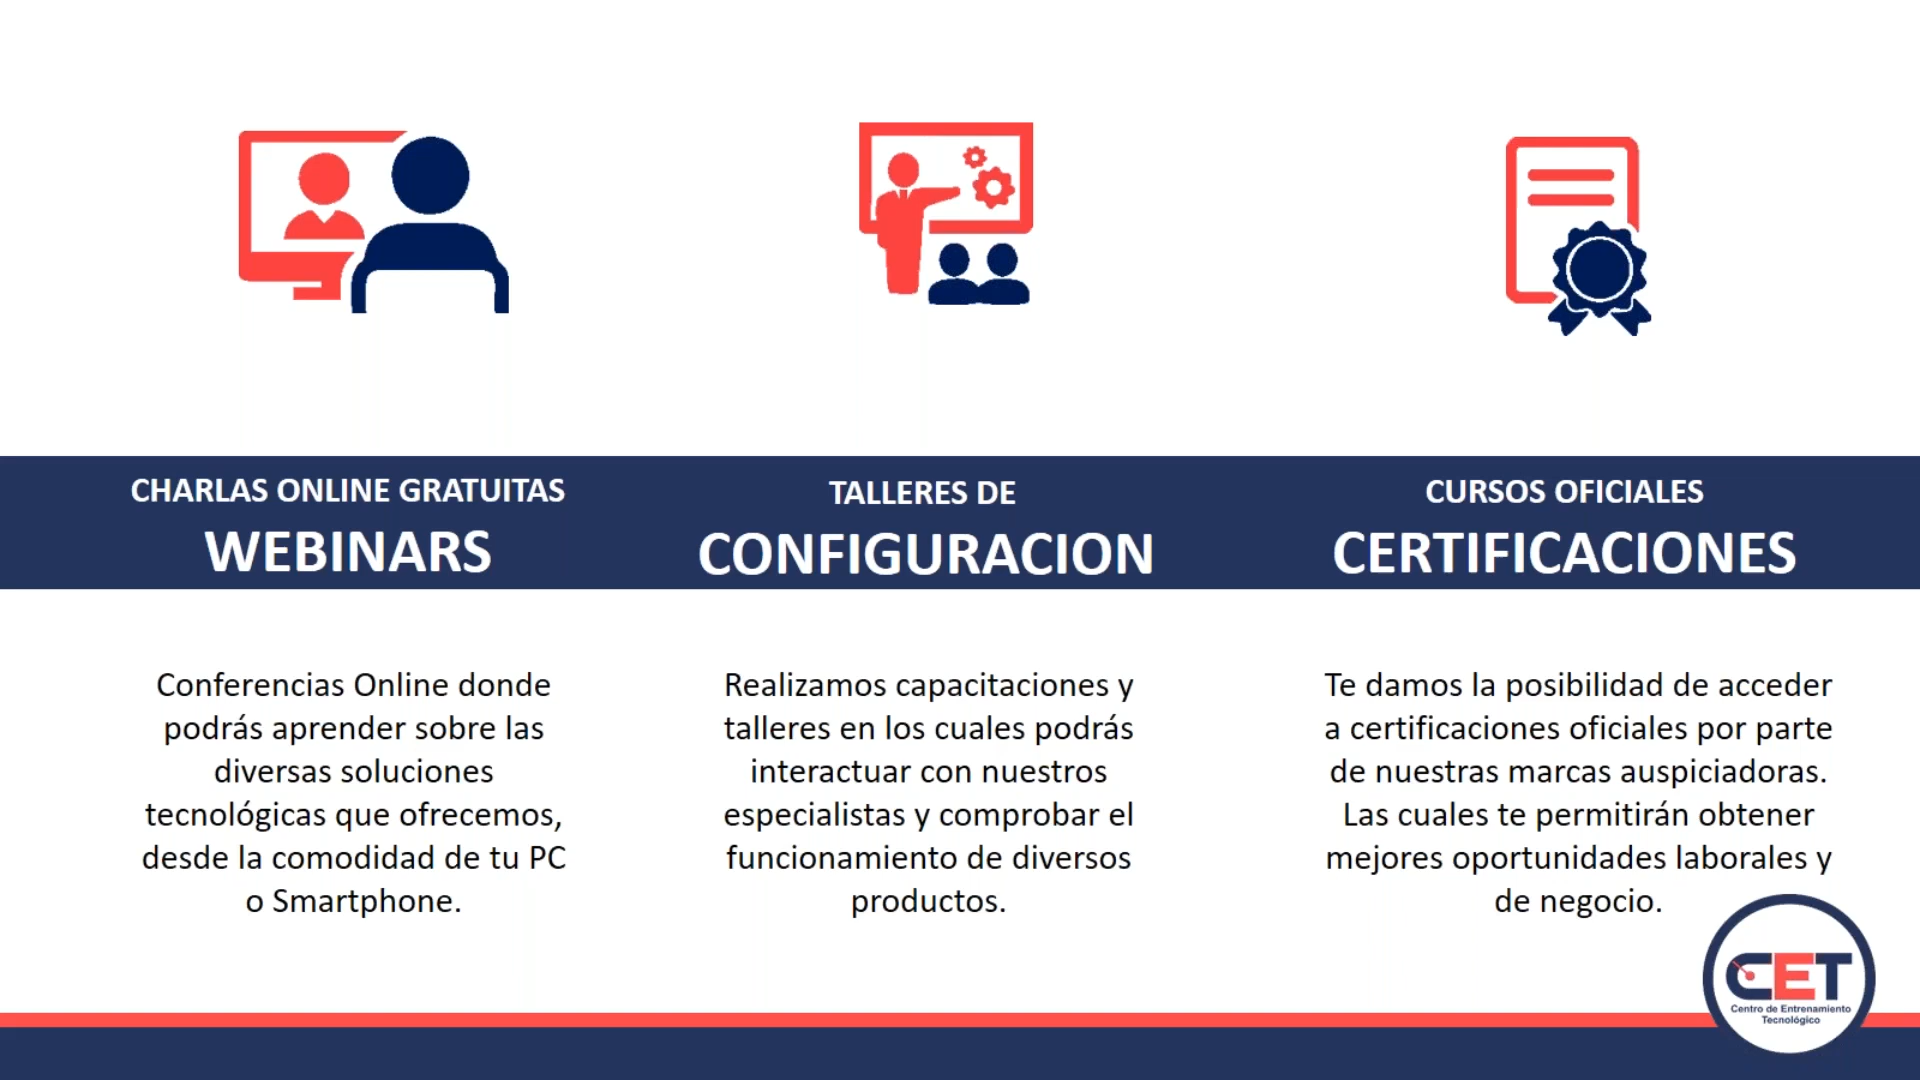 CHARLAS ONLINE GRATUITAS
WEBINARS
Conferencias Online donde
podrás aprender sobre las
diversas soluciones
tecnológicas que ofrecemos,
desde la comodidad de tu PC
o Smartphone.
TALLERES DE
CONFIGURACION
Realizamos capacitaciones y
talleres en los cuales podrás
interactuar con nuestros
especialistas y comprobar el
funcionamiento de diversos
productos.
CURSOS OFICIALES
CERTIFICACIONES
Te damos la posibilidad de acceder
a certificaciones oficiales por parte
de nuestras marcas auspiciadoras.
Las cuales te permitirán obtener
mejores oportunidades laborales y
de negocio.
CET
Centro de Entrenamiento
Tecnológico